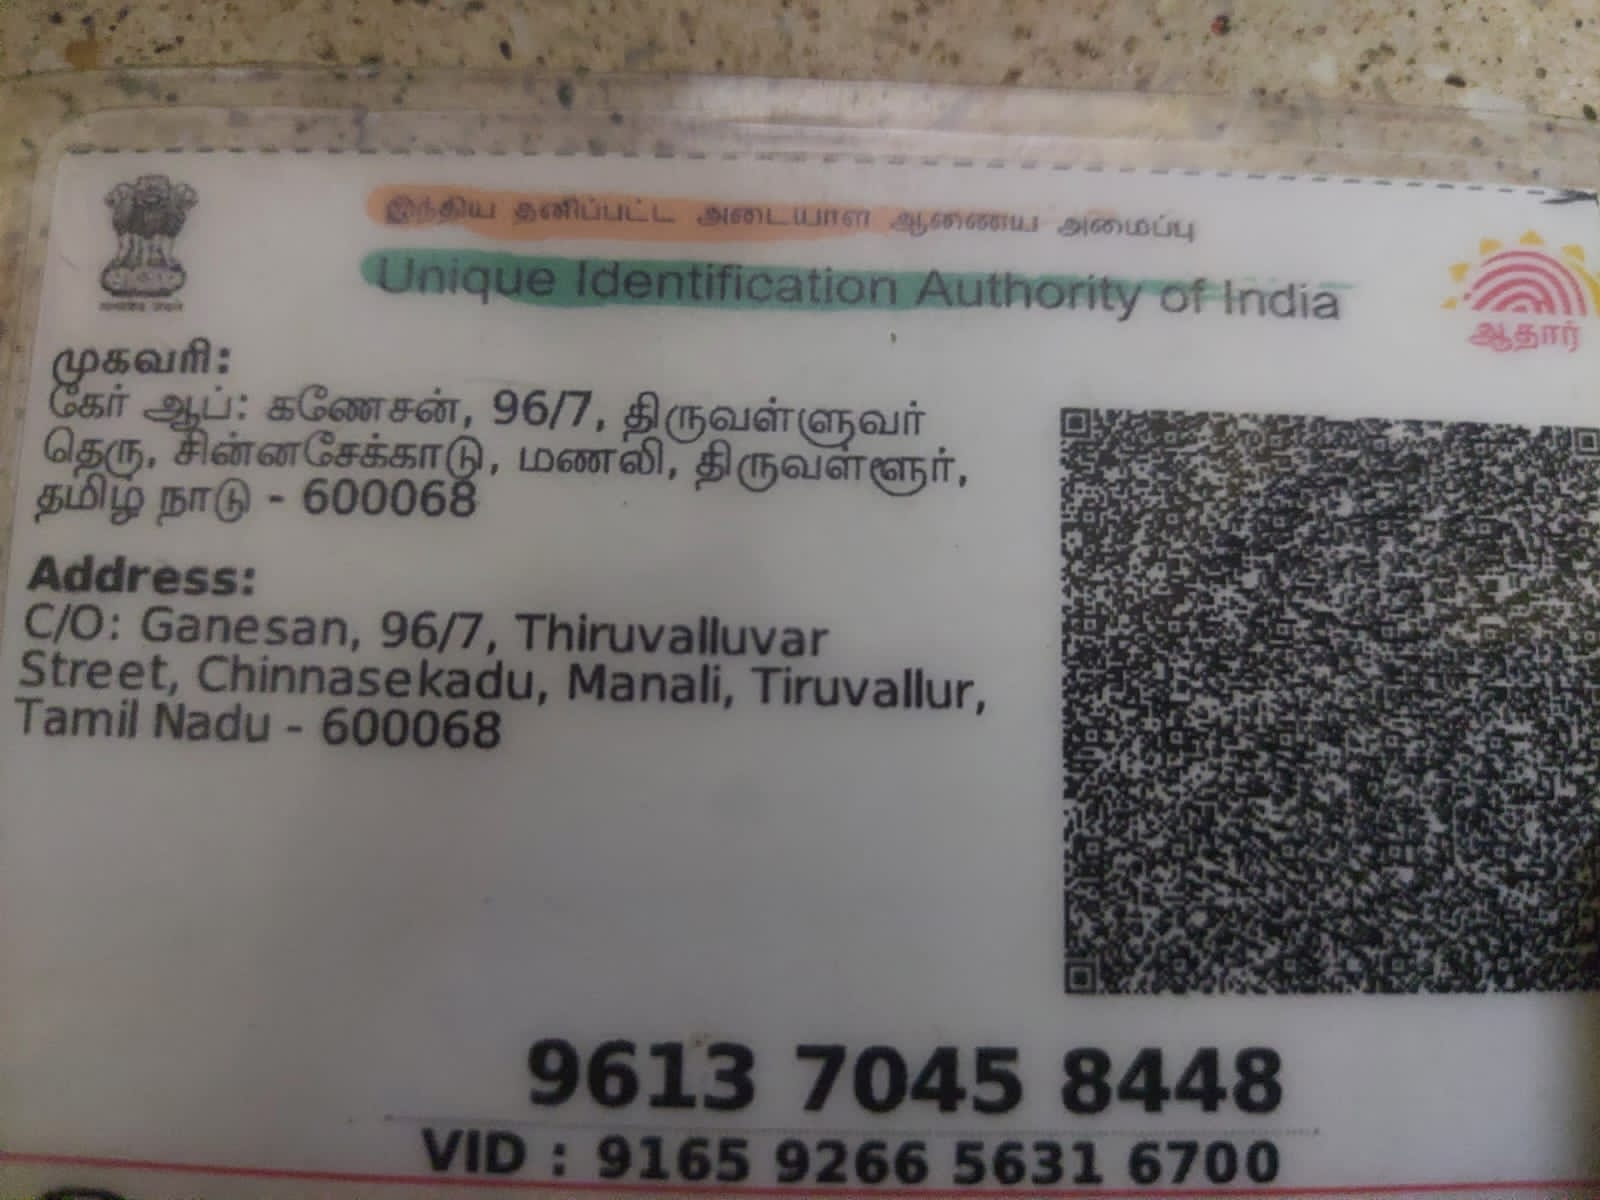 இந்திய தனிப்பட்ட அடையாள ஆணைய அமைப்பு
Unique Identification Authority of India
ஆதார்
முகவரி:
கேர் ஆப்: கணேசன், 96/7, திருவள்ளுவர்
தெரு, சின்னசேக்காடு, மணலி, திருவள்ளூர்,
தமிழ் நாடு - 600068
Address:
C/O: Ganesan, 96/7, Thiruvalluvar
Street, Chinnasekadu, Manali, Tiruvallur,
Tamil Nadu - 600068
9613 7045 8448
VID : 9165 9266 5631 6700